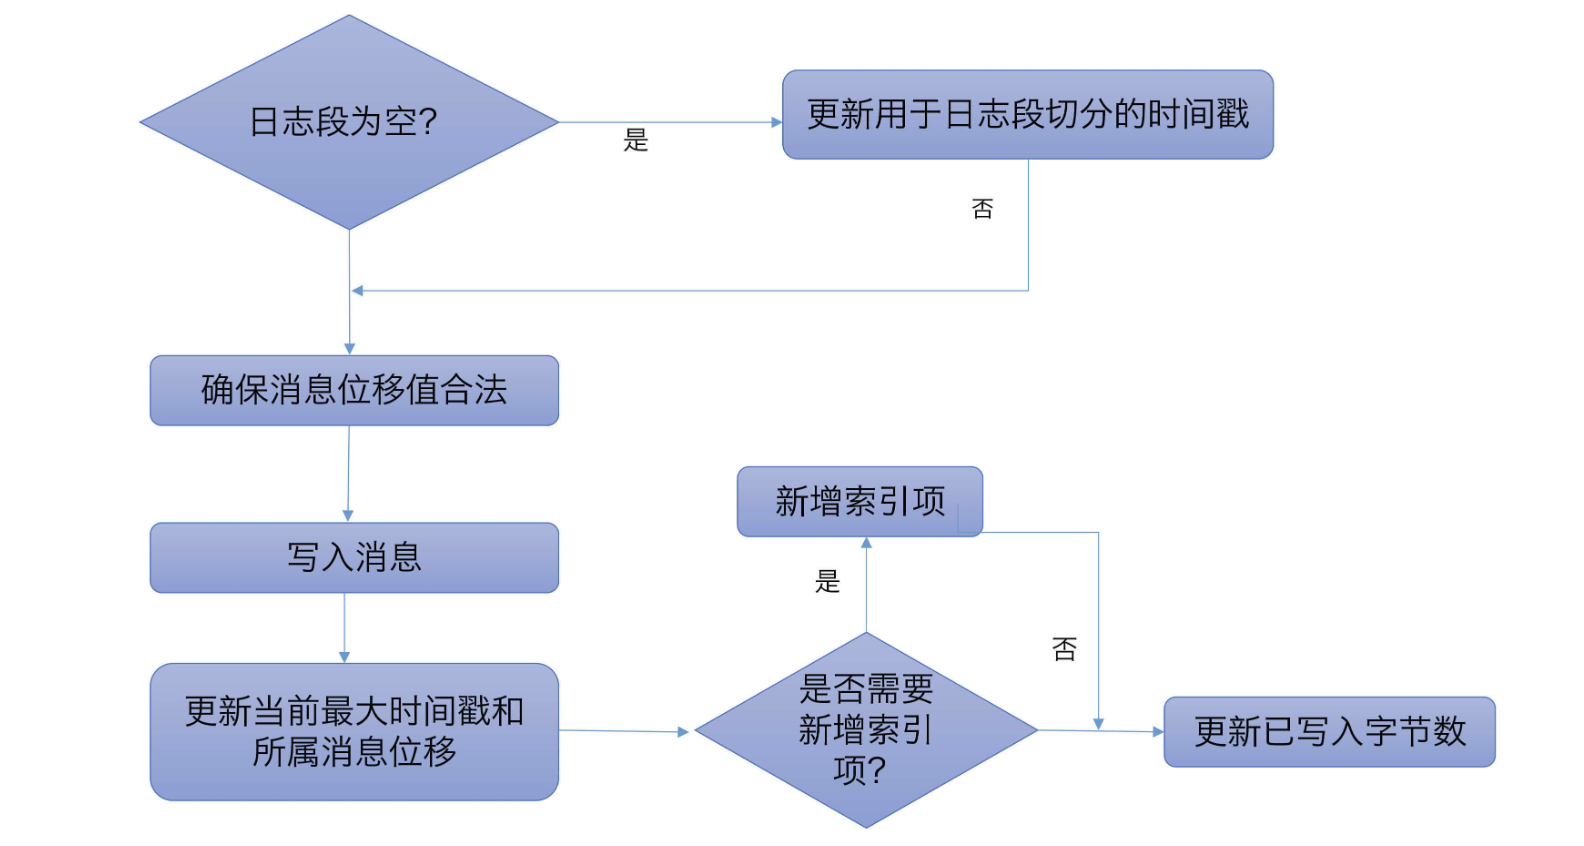 日志段为空?
是
更新用于日志段切分的时间戳
否
确保消息位移值合法
写入消息
更新当前最大时间戳和
所属消息位移
新增索引项
是
否
是否需要
新增索引
项?
更新已写入字节数